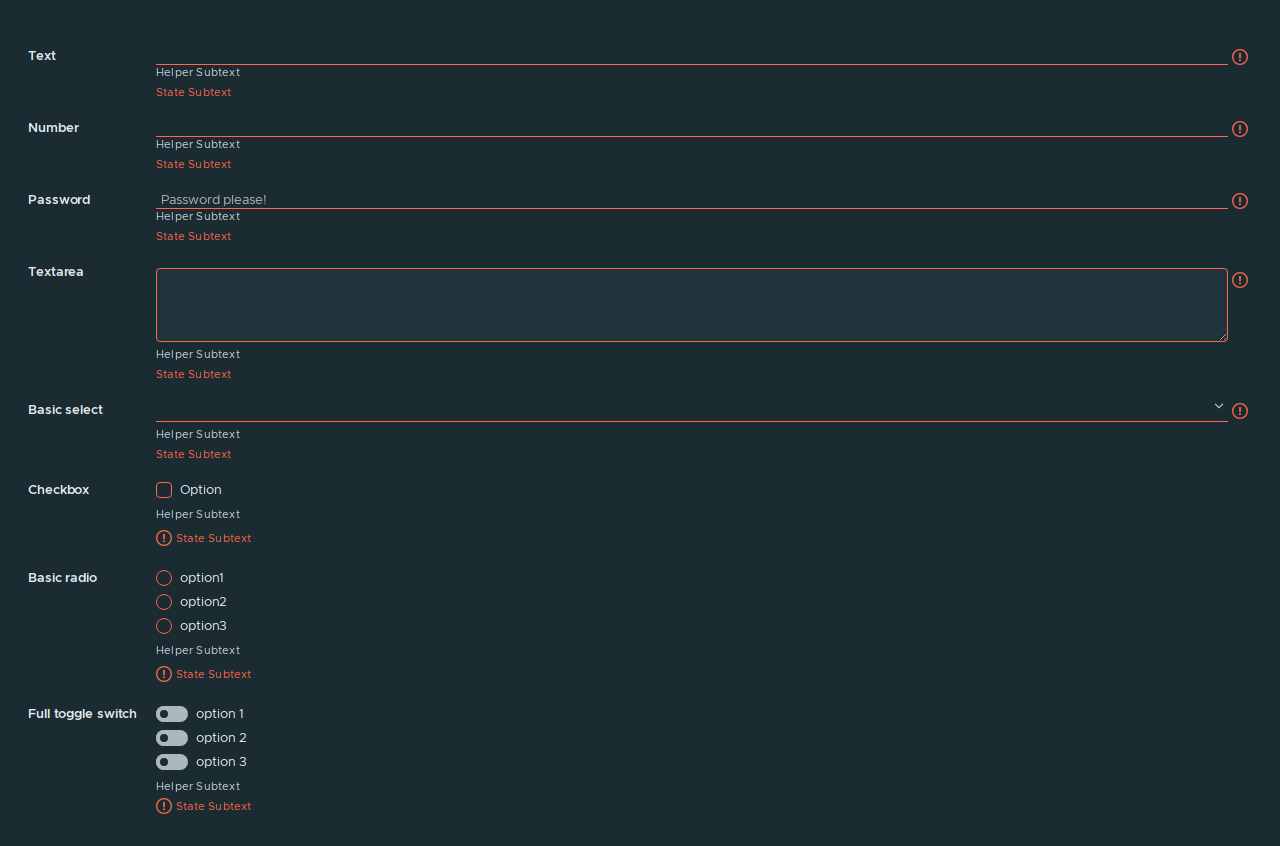 Text
Helper Subtext
State Subtext
Number
Helper Subtext
State Subtext
Password Password please!
Helper Subtext
State Subtext
Textarea
Helper Subtext
State Subtext
Basic select
Helper Subtext
State Subtext
Checkbox Option
Helper Subtext
State Subtext
Basic radio option1
option2
option3
Helper Subtext
State Subtext
Full toggle switch option 1
option 2
option 3
Helper Subtext
State Subtext